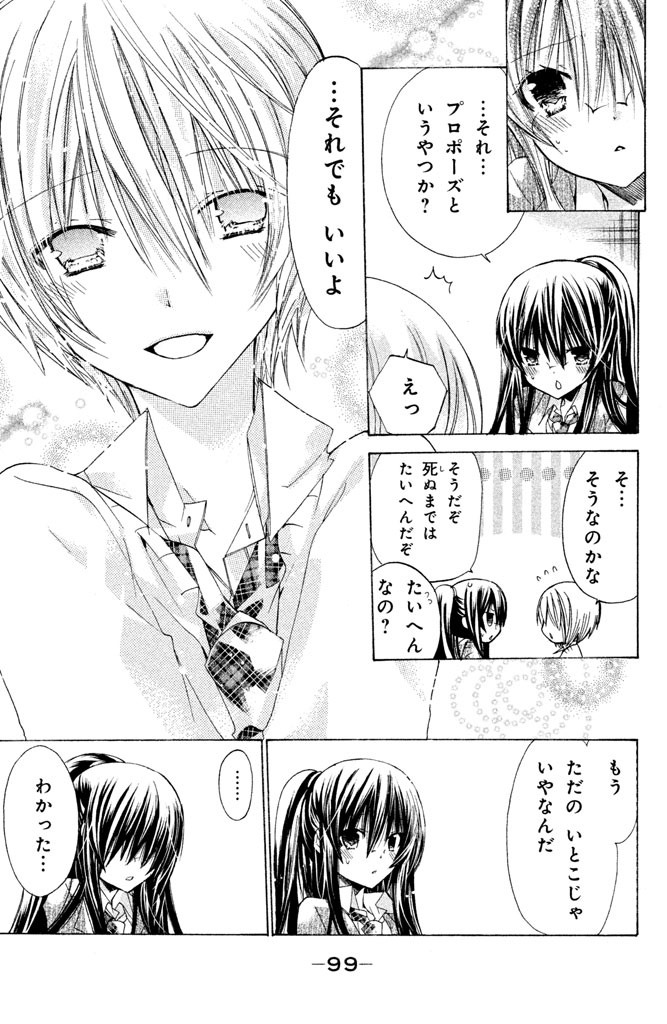 …それ…
プロポーズと
いうやつか?
えっ
そ…
そうなのかな
そうだぞ
死ぬまでは
たいへんだぞ
たいへん
なの?
…それでも いいよ
もう
ただの いとこじゃ
いやなんだ
……
わかった…
—99—